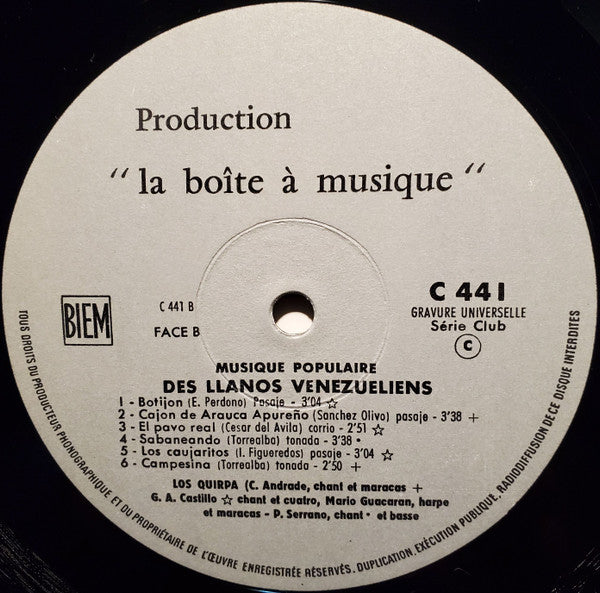 Production
“ la boîte à musique “
BIEM
C 441 B
FACE B
C 441
GRAVURE UNIVERSELLE
Série Club
C
MUSIQUE POPULAIRE
DES LLANOS VENEZUELIENS
1 - Botijon (E. Perdono) Pasaje - 3'04 ☆
2 - Cajon de Arauca Apureño (Sanchez Olivo) pasaje - 3'38 +
3 - El pavo real (Cesar del Avila) corrio - 2'51 ☆
4 - Sabaneando (Torrealba) tonada - 3'38 •
5 - Los caujaritos (I. Figueredos) pasaje - 3'04 ☆
6 - Campesina (Torrealba) tonada - 2'50 +
LOS QUIRPA (C. Andrade, chant et maracas +
G. A. Castillo ☆ chant et cuatro, Mario Guacaran, harpe
et maracas - P. Serrano, chant • et basse
TOUS DROITS DU PRODUCTEUR PHONOGRAPHIQUE ET DU PROPRIÉTAIRE DE L'ŒUVRE ENREGISTRÉE RÉSERVÉS. DUPLICATION, EXÉCUTION PUBLIQUE, RADIODIFFUSION DE CE DISQUE INTERDITES